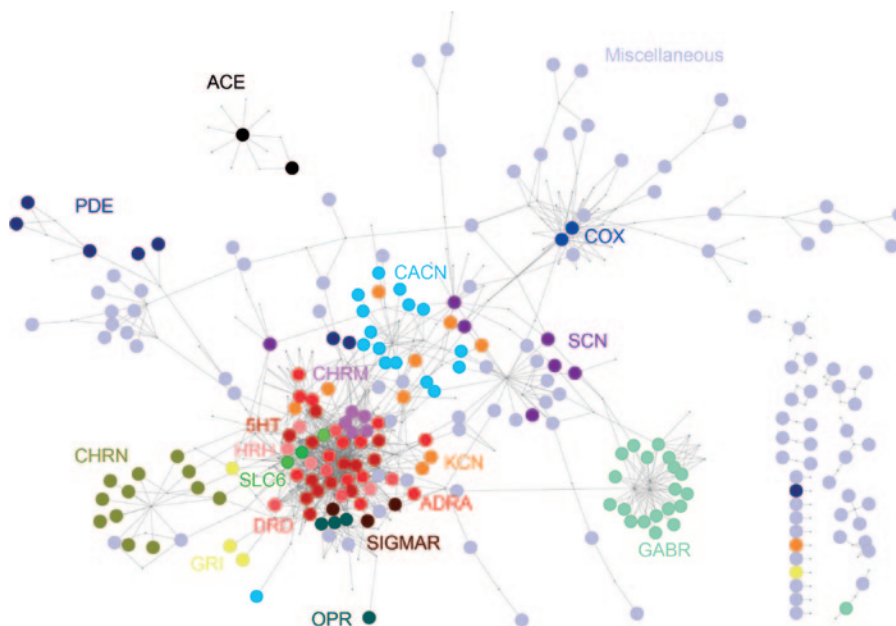 Miscellaneous
ACE
PDE
COX
CACN
SCN
CHRM
5HT
HRH
CHRN
SLC6
KCN
DRD
ADRA
SIGMAR
GRI
GABR
OPR